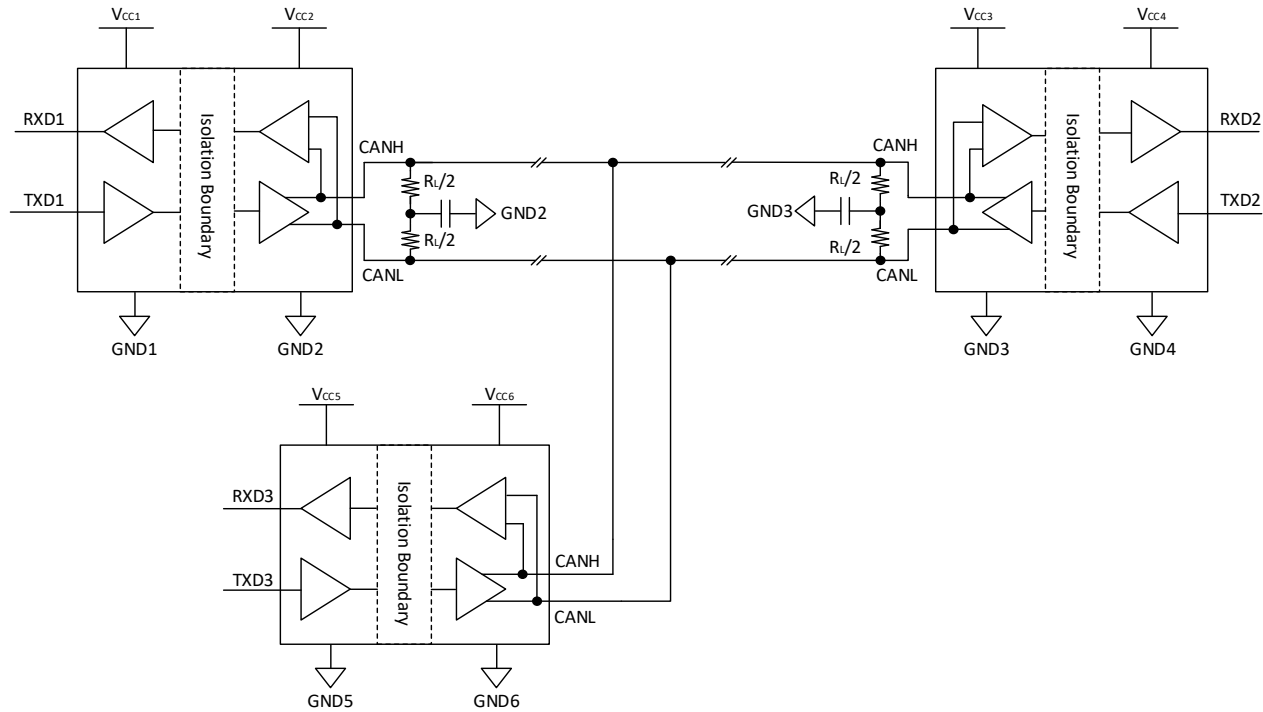 VCC1
VCC2
VCC3
VCC4
RXD1
Isolation Boundary
TXD1
CANH
RL/2
GND2
RL/2
CANL
CANH
RL/2
GND3
RL/2
CANL
Isolation Boundary
RXD2
TXD2
GND1
GND2
GND3
GND4
VCC5
VCC6
RXD3
Isolation Boundary
TXD3
CANH
CANL
GND5
GND6